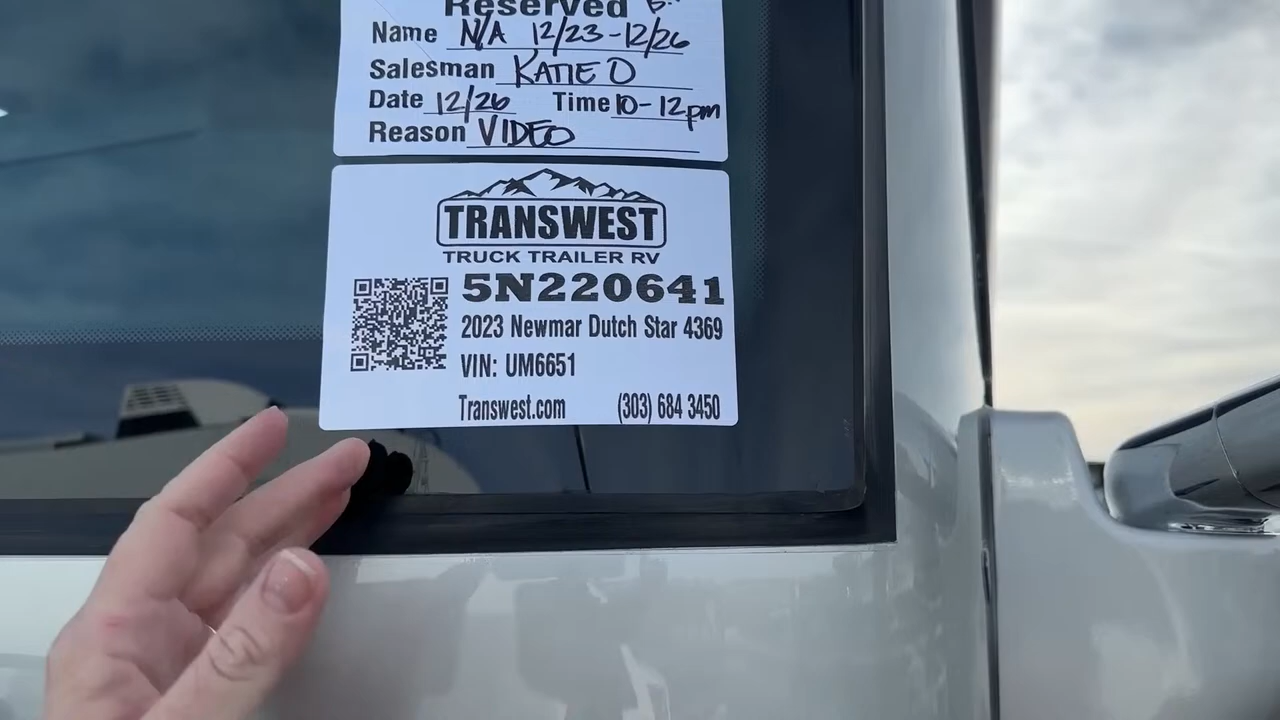 Reserved
Name N/A 12/23-12/26
Salesman KATIE O
Date 12/26 Time 10-12pm
Reason VIDEO
TRANSWEST
TRUCK TRAILER RV
5N220641
2023 Newmar Dutch Star 4369
VIN: UM6651
Transwest.com (303) 684 3450